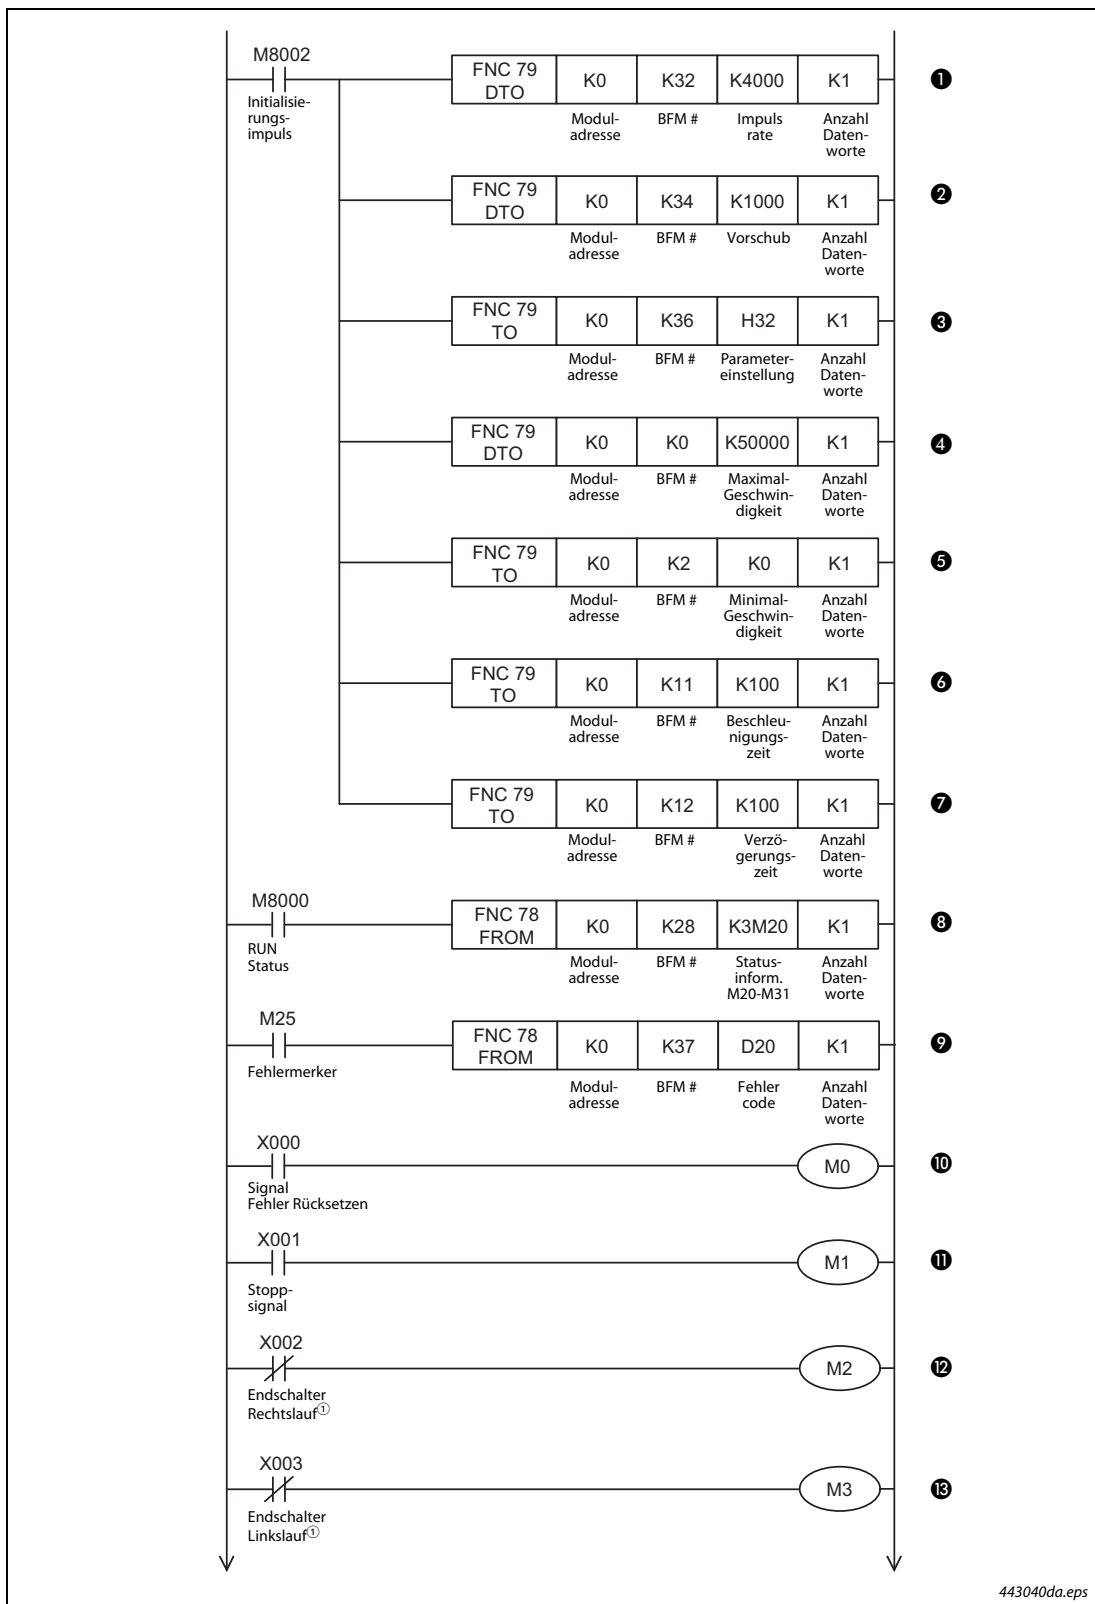 M8002
Initialisie-
rungs-
impuls
FNC 79
DTO
K0
K32
K4000
K1
❶
Modul-
adresse
BFM #
Impuls
rate
Anzahl
Daten-
worte
FNC 79
DTO
K0
K34
K1000
K1
❷
Modul-
adresse
BFM #
Vorschub
Anzahl
Daten-
worte
FNC 79
TO
K0
K36
H32
K1
❸
Modul-
adresse
BFM #
Parameter-
einstellung
Anzahl
Daten-
worte
FNC 79
DTO
K0
K0
K50000
K1
❹
Modul-
adresse
BFM #
Maximal-
Geschwin-
digkeit
Anzahl
Daten-
worte
FNC 79
TO
K0
K2
K0
K1
❺
Modul-
adresse
BFM #
Minimal-
Geschwin-
digkeit
Anzahl
Daten-
worte
FNC 79
TO
K0
K11
K100
K1
❻
Modul-
adresse
BFM #
Beschleu-
nigungs-
zeit
Anzahl
Daten-
worte
FNC 79
TO
K0
K12
K100
K1
❼
Modul-
adresse
BFM #
Verzö-
gerungs-
zeit
Anzahl
Daten-
worte
M8000
RUN
Status
FNC 78
FROM
K0
K28
K3M20
K1
❽
Modul-
adresse
BFM #
Status-
inform.
M20-M31
Anzahl
Daten-
worte
M25
Fehlermerker
FNC 78
FROM
K0
K37
D20
K1
❾
Modul-
adresse
BFM #
Fehler
code
Anzahl
Daten-
worte
X000
Signal
Fehler Rücksetzen
M0
❿
X001
Stopp-
signal
M1
⓫
X002
Endschalter
Rechtslauf①
M2
⓬
X003
Endschalter
Linkslauf①
M3
⓭
443040da.eps